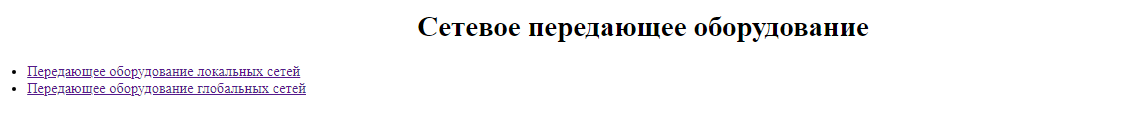 Сетевое передающее оборудование
Передающее оборудование локальных сетей
Передающее оборудование глобальных сетей